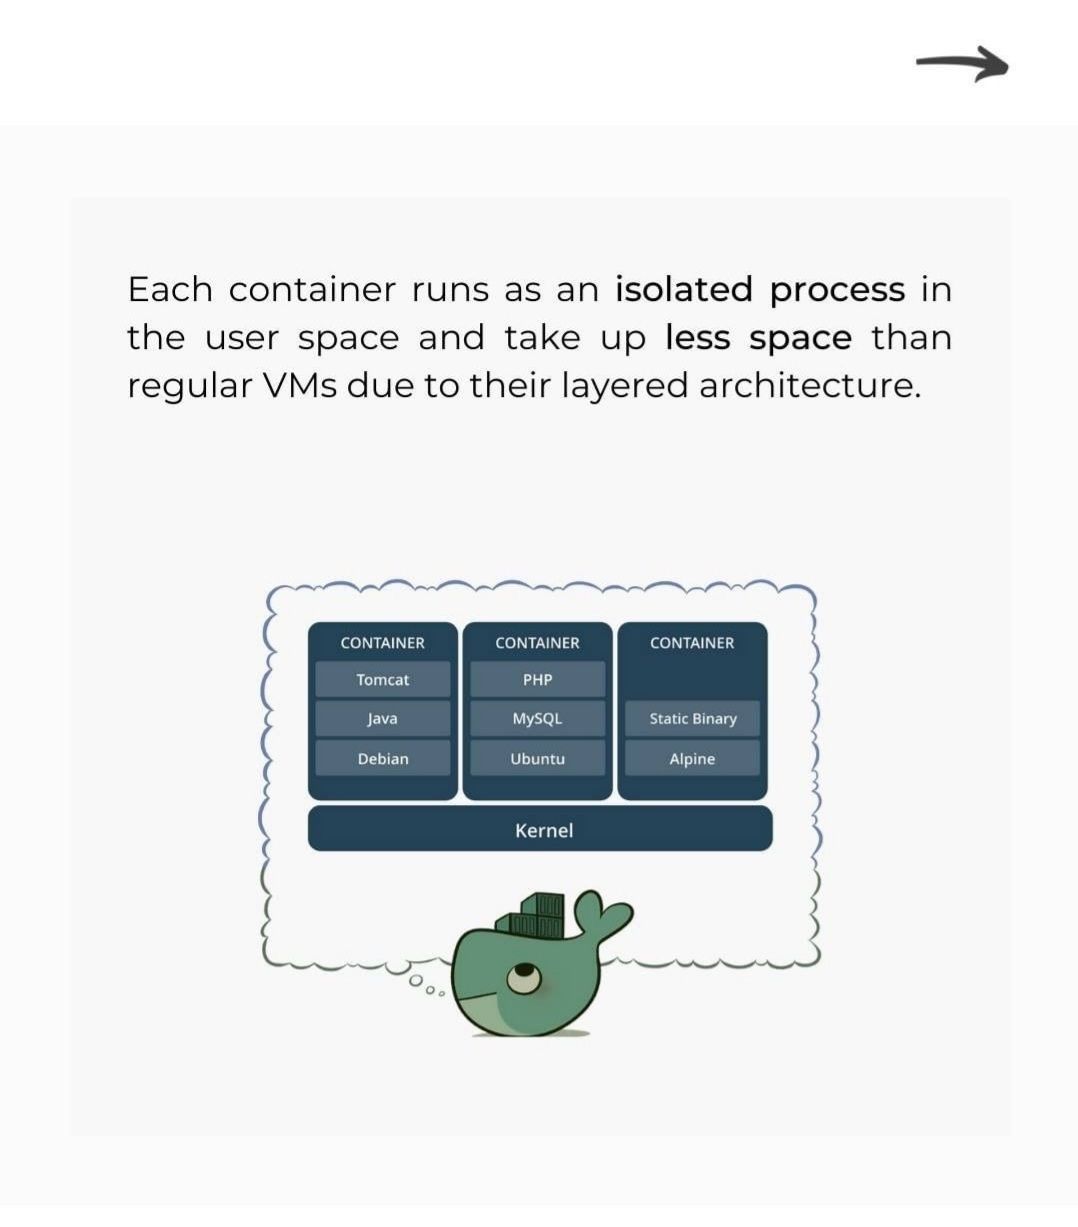 Each container runs as an isolated process in
the user space and take up less space than
regular VMs due to their layered architecture.
CONTAINER
Tomcat
Java
Debian
CONTAINER
PHP
MySQL
Ubuntu
CONTAINER
Static Binary
Alpine
Kernel